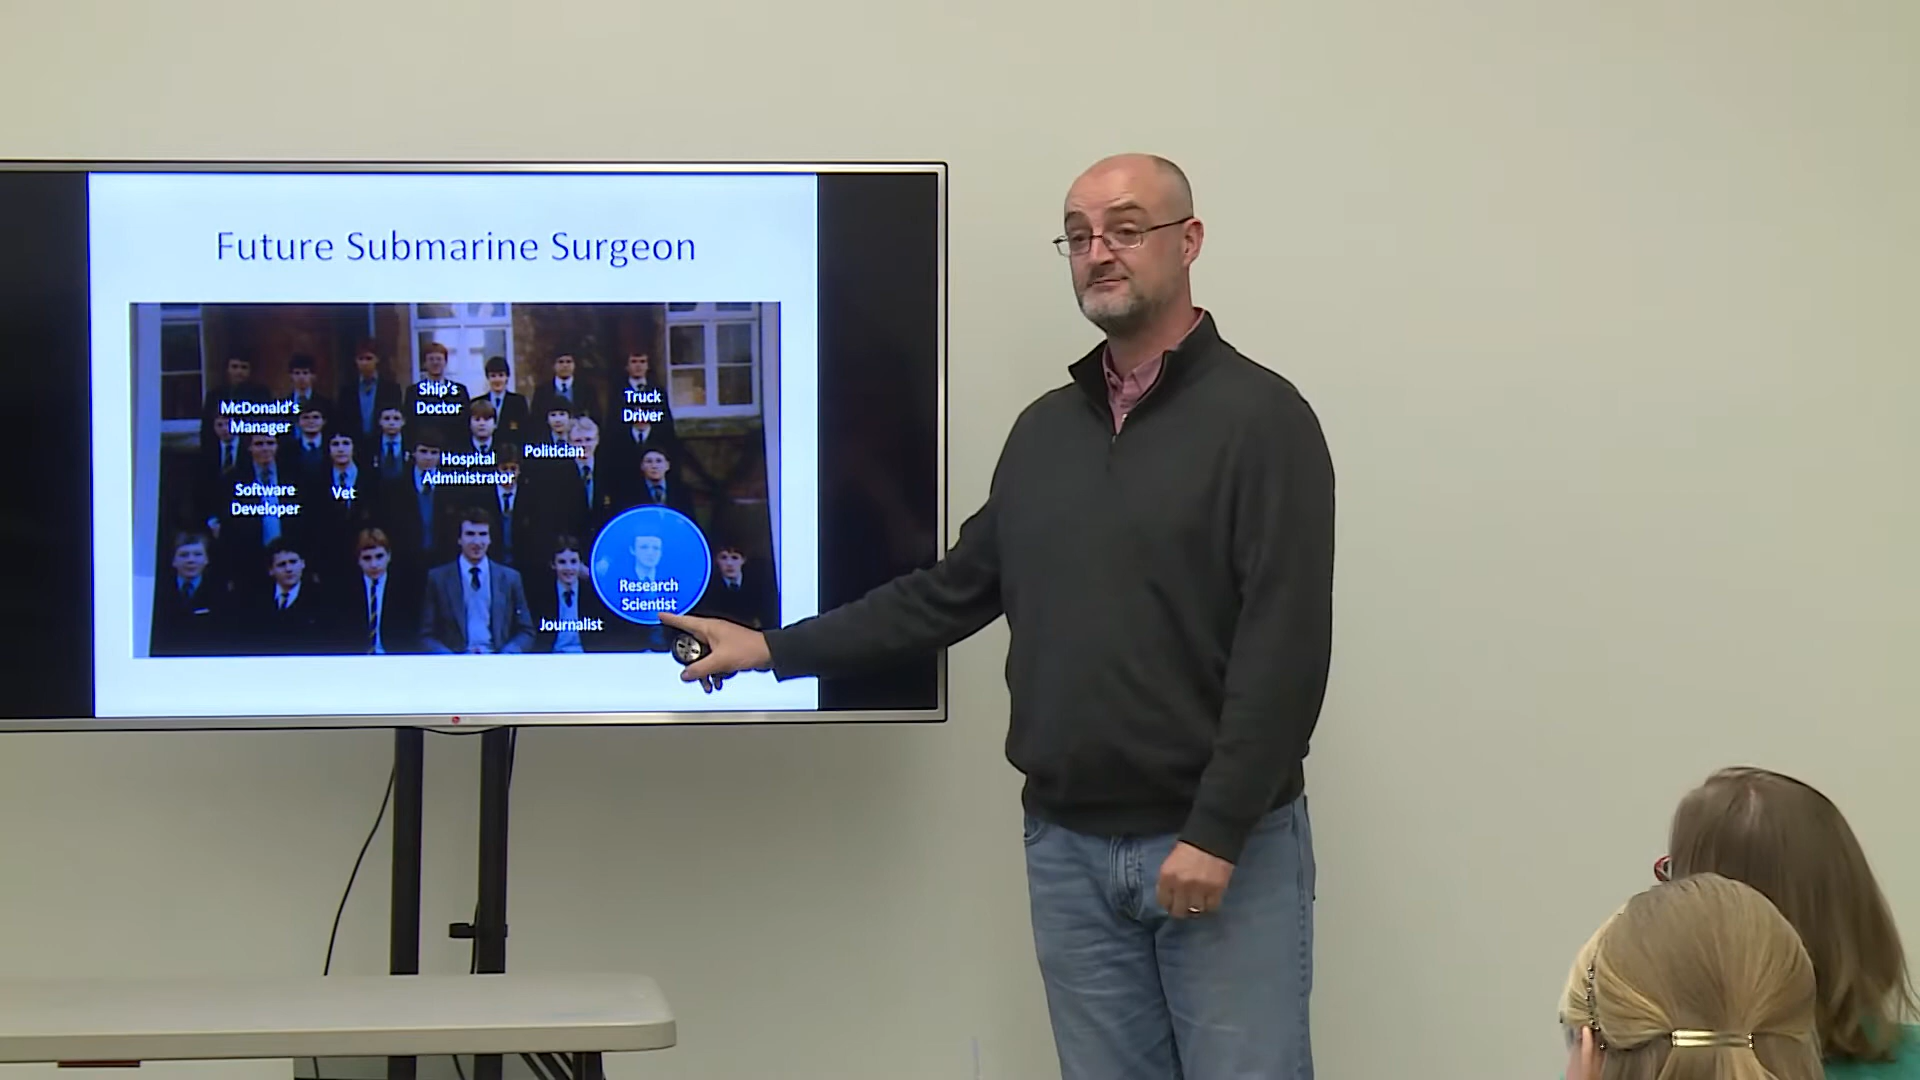 Future Submarine Surgeon
McDonald's
Manager
Ship's
Doctor
Truck
Driver
Hospital
Administrator
Politician
Software
Developer
Vet
Research
Scientist
Journalist